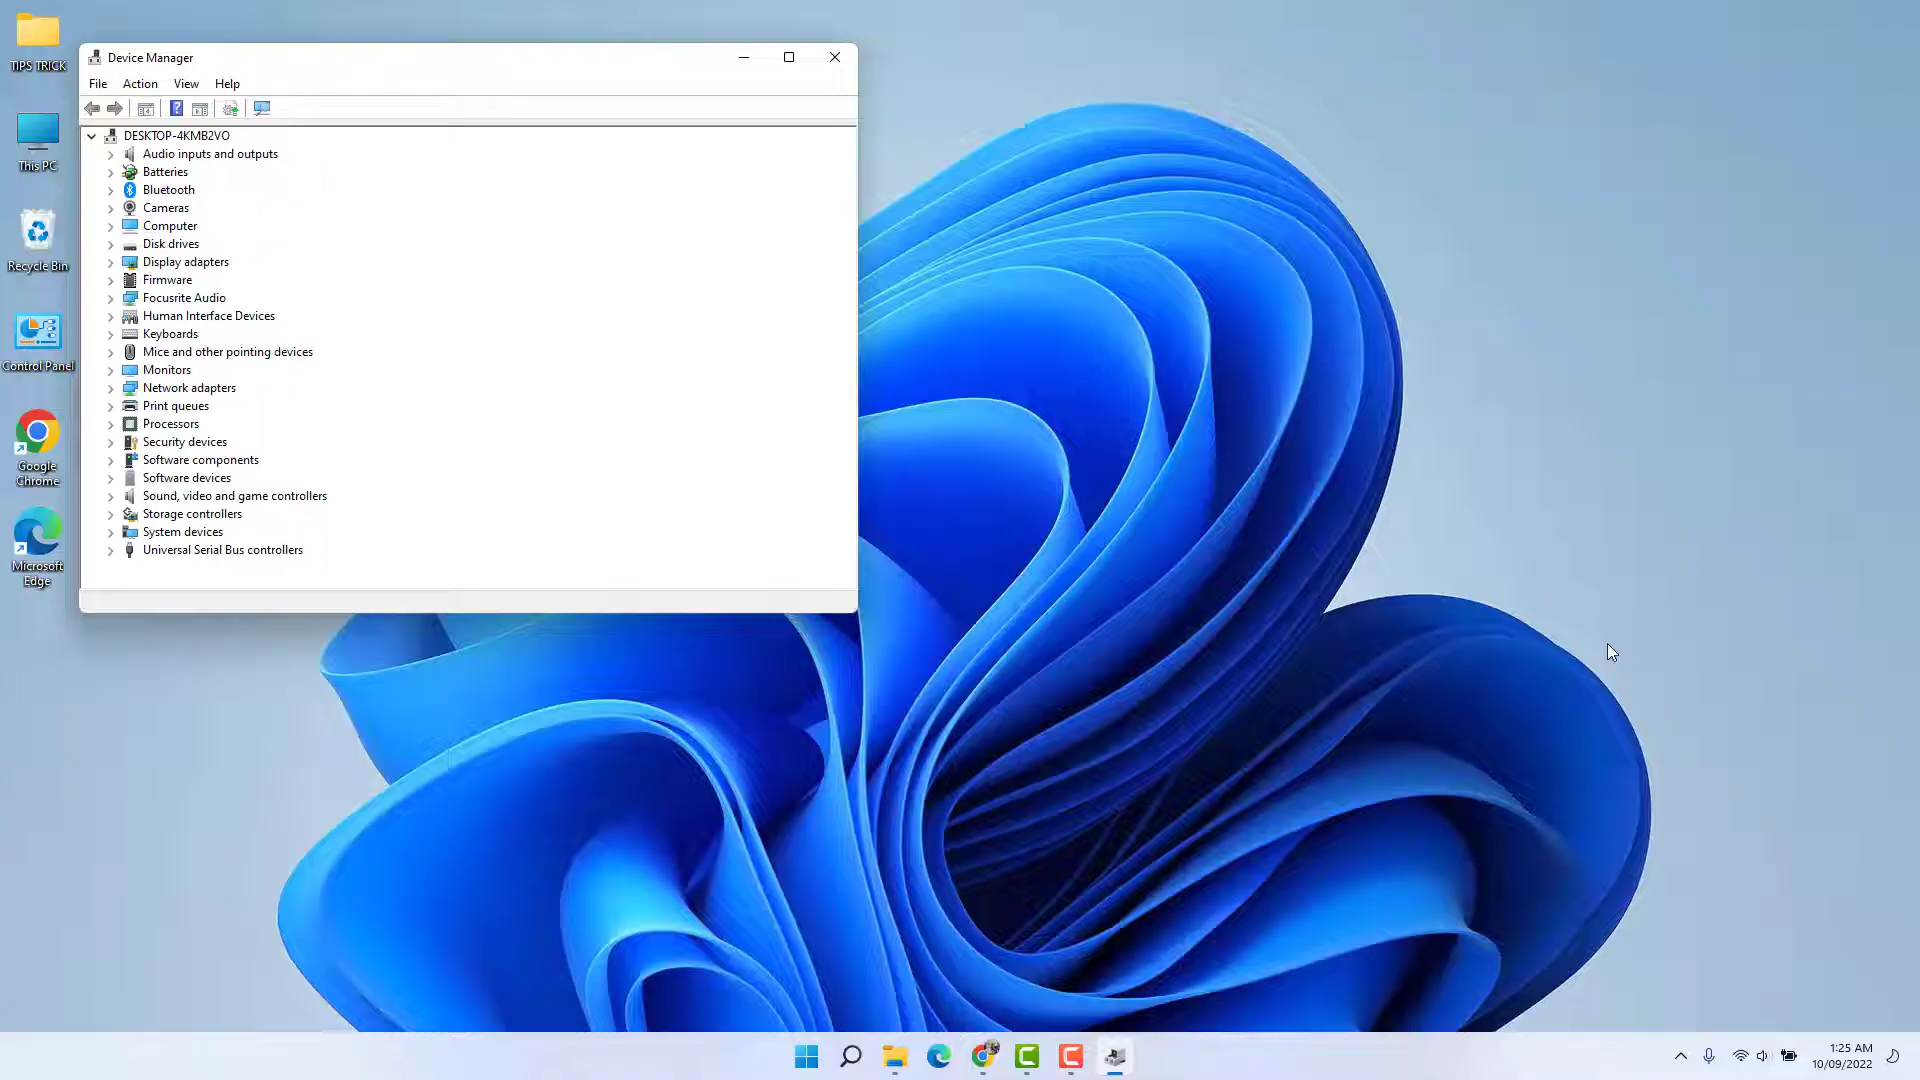 TIPS TRICK
This PC
Recycle Bin
Control Panel
Google
Chrome
Microsoft
Edge
Device Manager
File Action View Help
DESKTOP-4KMB2VO
Audio inputs and outputs
Batteries
Bluetooth
Cameras
Computer
Disk drives
Display adapters
Firmware
Focusrite Audio
Human Interface Devices
Keyboards
Mice and other pointing devices
Monitors
Network adapters
Print queues
Processors
Security devices
Software components
Software devices
Sound, video and game controllers
Storage controllers
System devices
Universal Serial Bus controllers
1:25 AM
10/09/2022